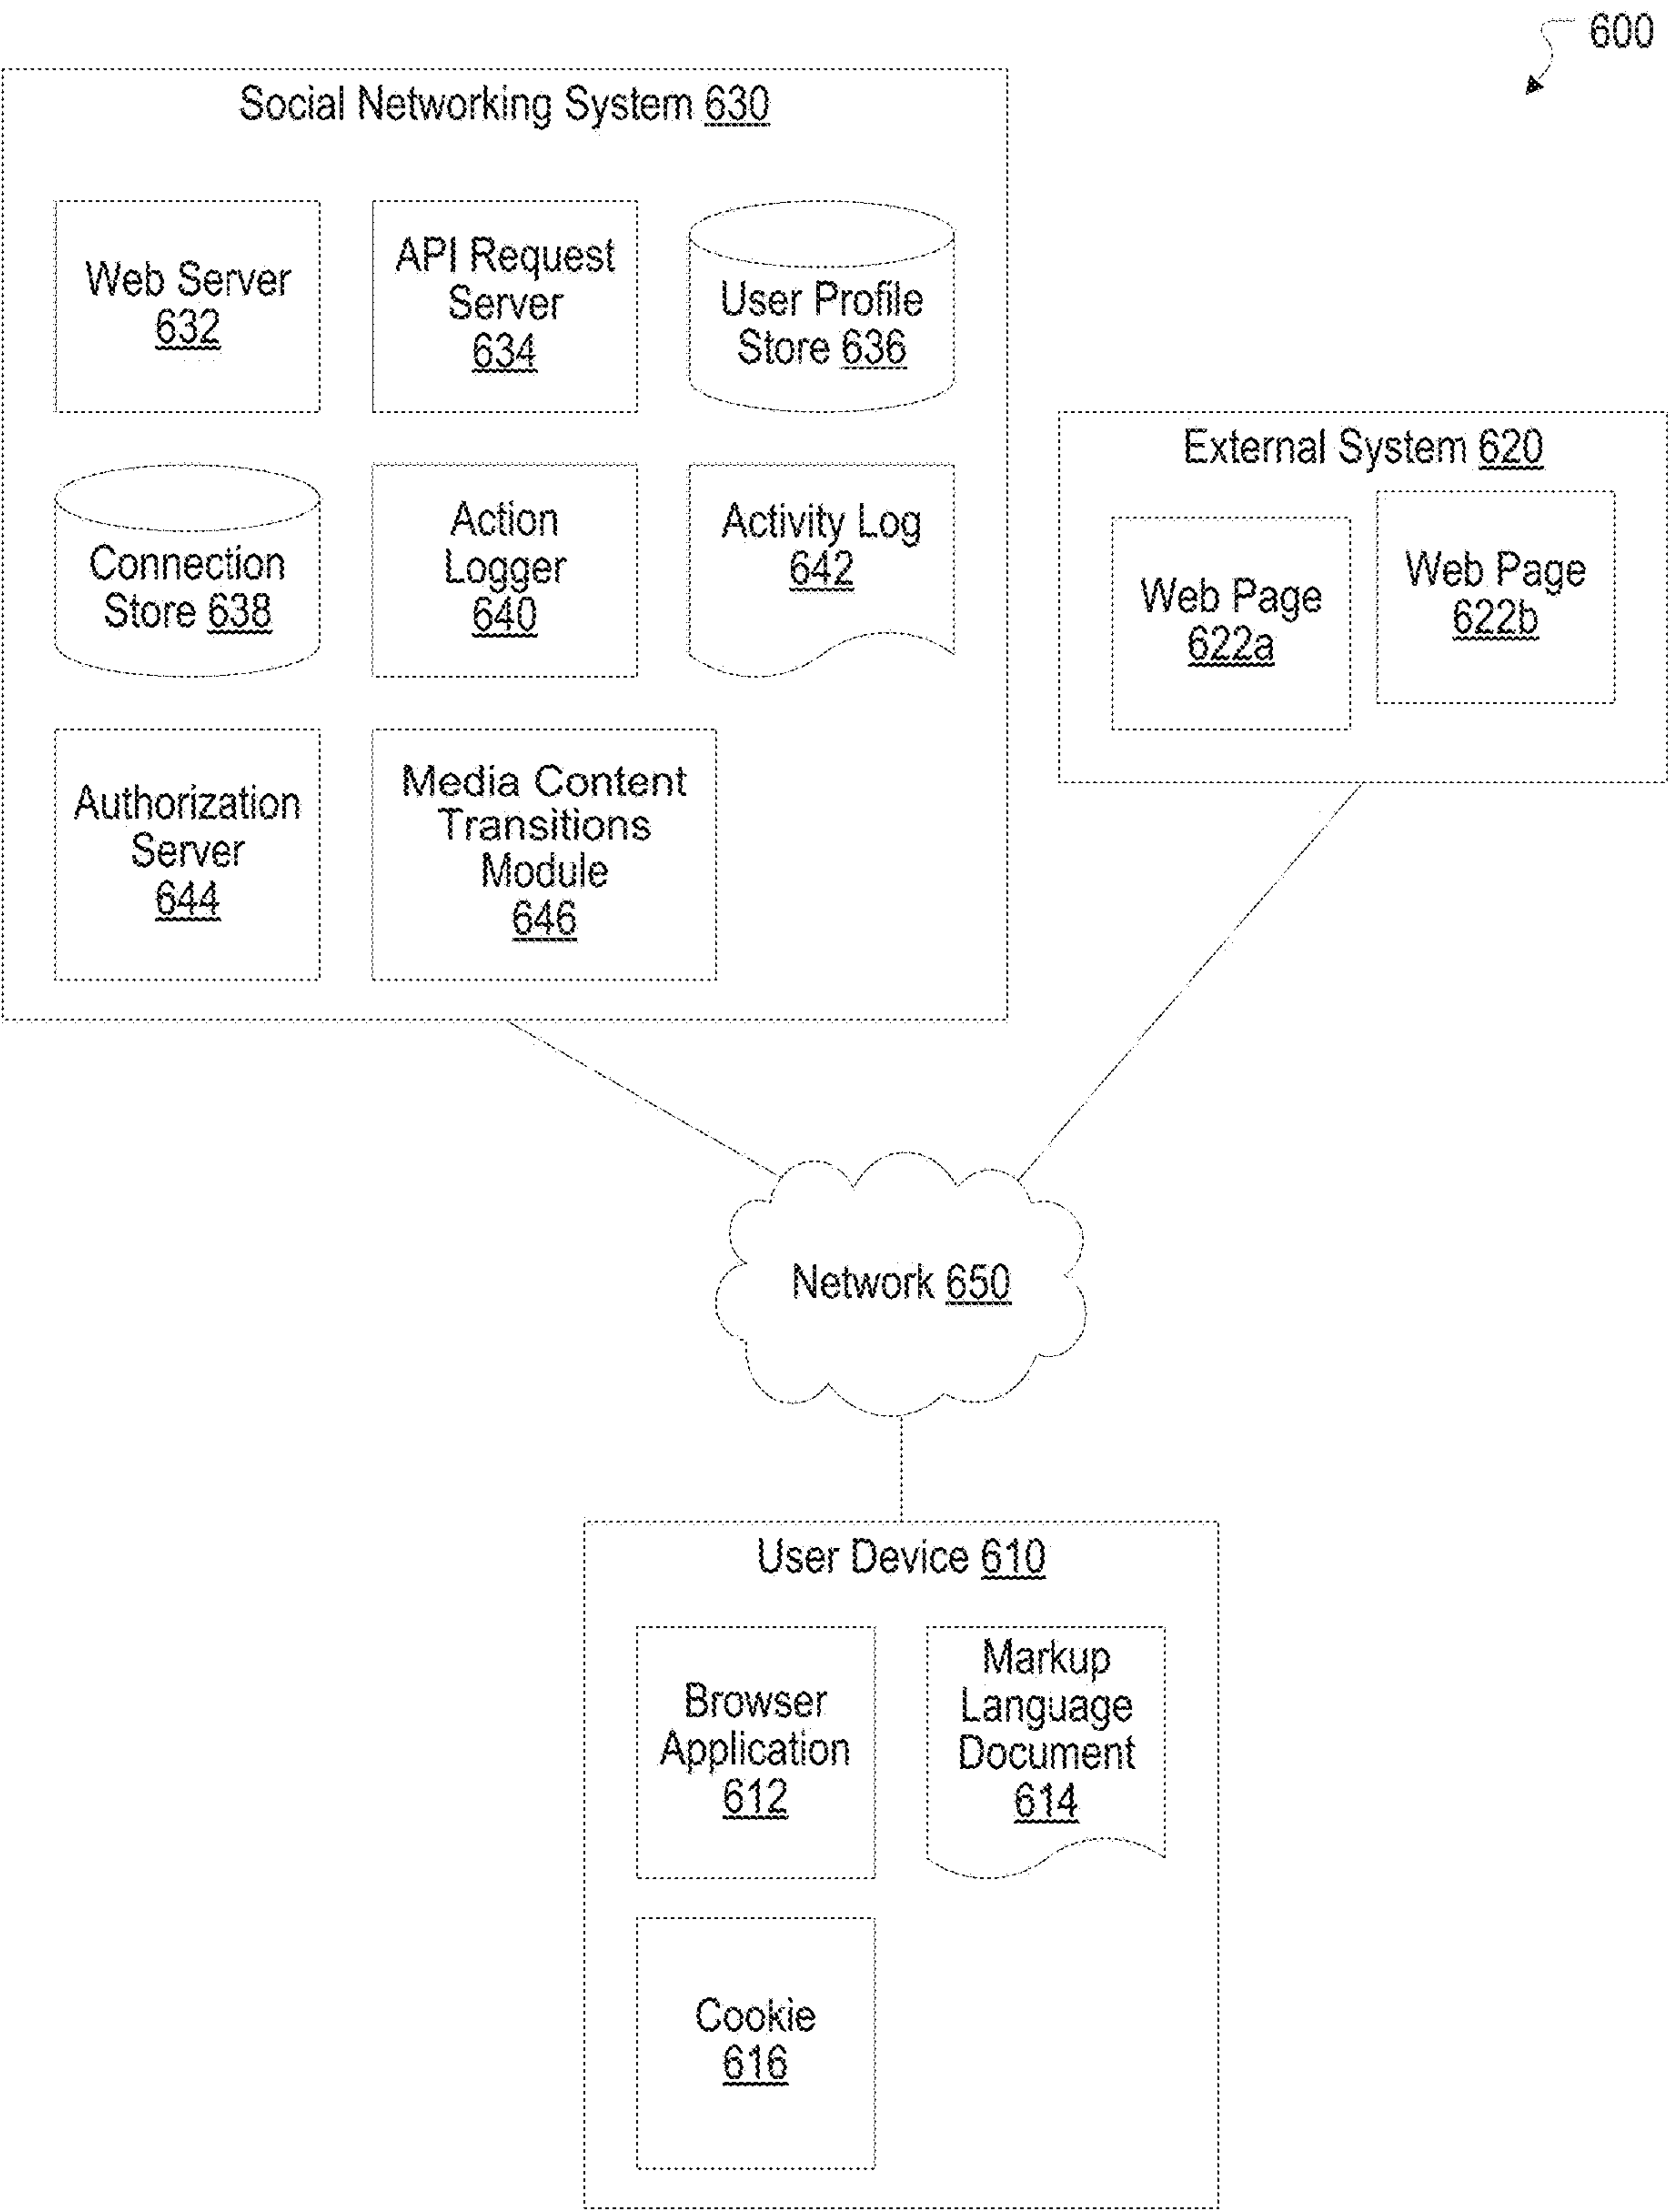 600
Social Networking System 630
Web Server
632
API Request
Server
634
User Profile
Store 636
Connection
Store 638
Action
Logger
640
Activity Log
642
Authorization
Server
644
Media Content
Transitions
Module
646
External System 620
Web Page
622a
Web Page
622b
Network 650
User Device 610
Browser
Application
612
Markup
Language
Document
614
Cookie
616